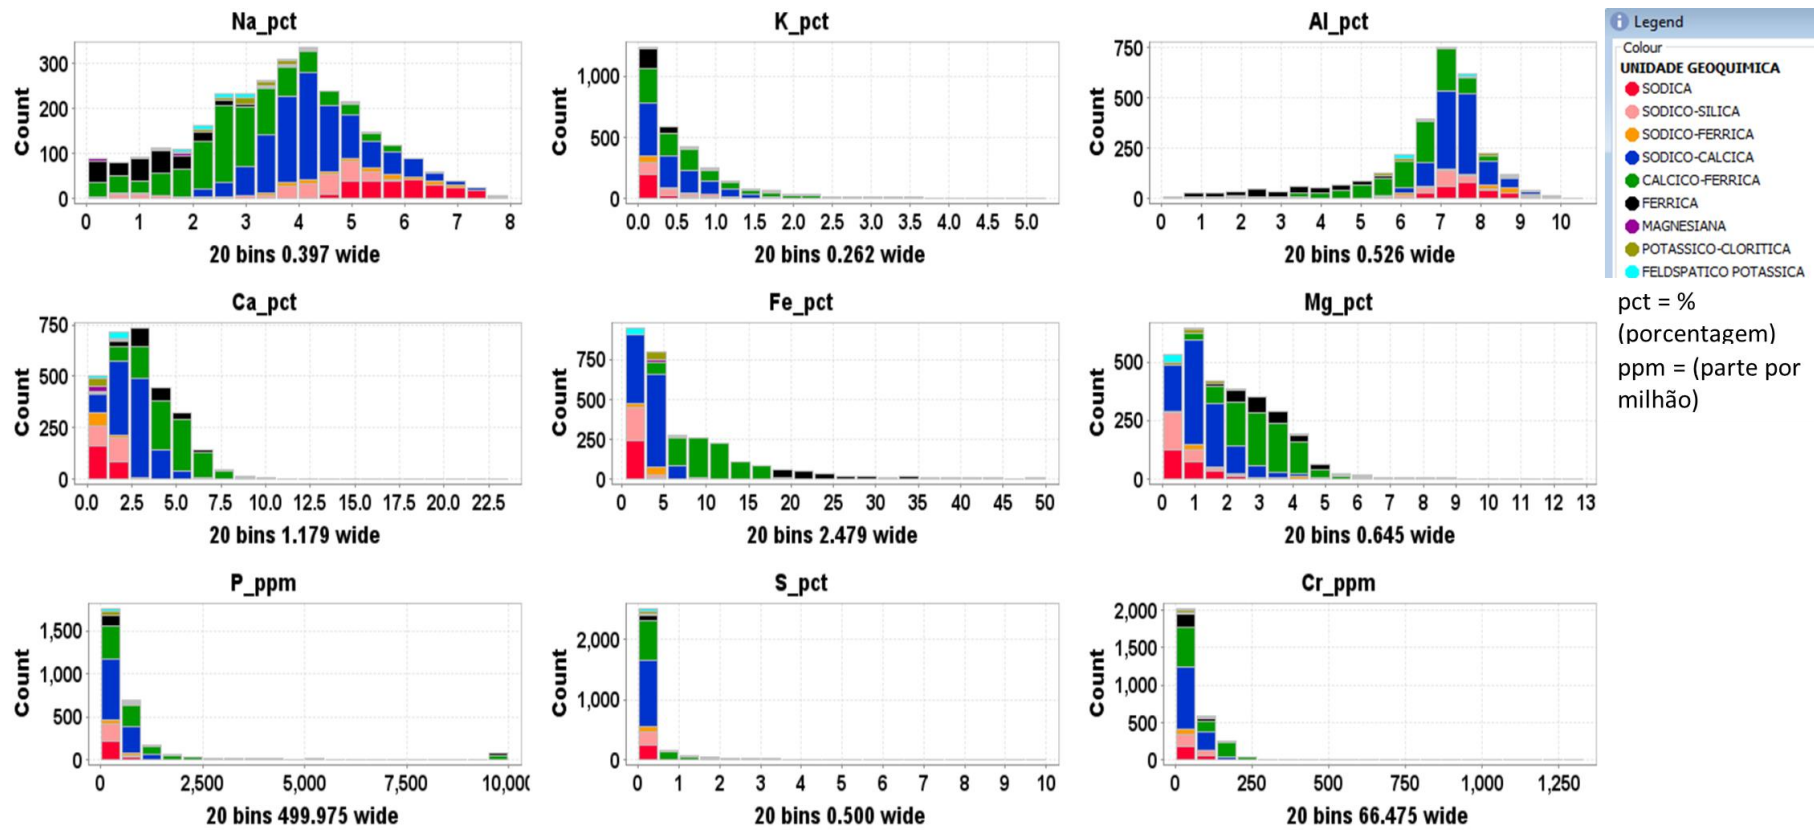 Na_pct
Count
300
200
100
0
0 1 2 3 4 5 6 7 8
20 bins 0.397 wide
K_pct
Count
1,000
500
0
0.0 0.5 1.0 1.5 2.0 2.5 3.0 3.5 4.0 4.5 5.0
20 bins 0.262 wide
Al_pct
Count
750
500
250
0
0 1 2 3 4 5 6 7 8 9 10
20 bins 0.526 wide
Legend
Colour
UNIDADE GEOQUIMICA
SODICA
SODICO-SILICA
SODICO-FERRICA
SODICO-CALCICA
CALCICO-FERRICA
FERRICA
MAGNESIANA
POTASSICO-CLORITICA
FELDSPATICO POTASSICA
pct = %
(porcentagem)
ppm = (parte por
milhão)
Ca_pct
Count
750
500
250
0
0.0 2.5 5.0 7.5 10.0 12.5 15.0 17.5 20.0 22.5
20 bins 1.179 wide
Fe_pct
Count
750
500
250
0
0 5 10 15 20 25 30 35 40 45 50
20 bins 2.479 wide
Mg_pct
Count
500
250
0
0 1 2 3 4 5 6 7 8 9 10 11 12 13
20 bins 0.645 wide
P_ppm
Count
1,500
1,000
500
0
0 2,500 5,000 7,500 10,000
20 bins 499.975 wide
S_pct
Count
2,000
1,000
0
0 1 2 3 4 5 6 7 8 9 10
20 bins 0.500 wide
Cr_ppm
Count
2,000
1,500
1,000
500
0
0 250 500 750 1,000 1,250
20 bins 66.475 wide